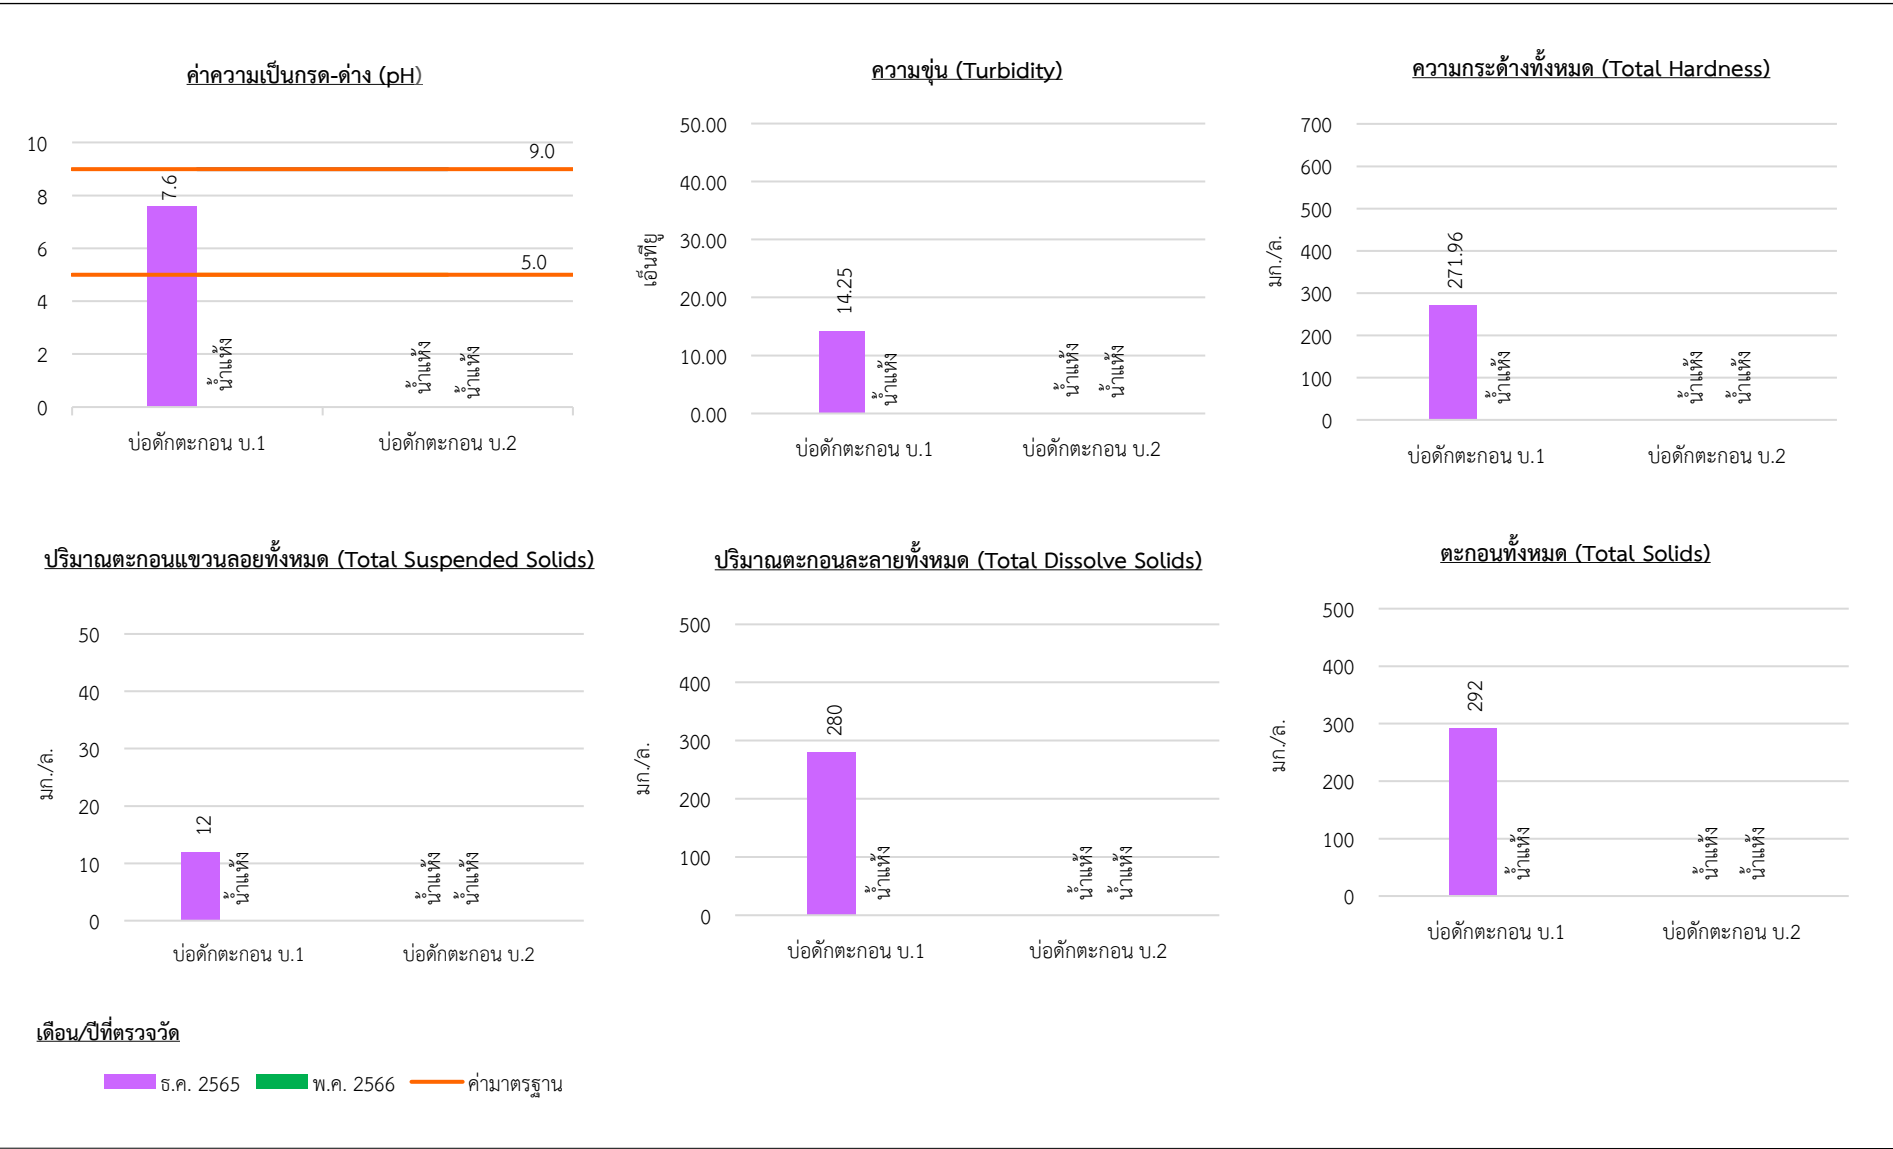 ค่าความเป็นกรด-ด่าง (pH)
10
8
6
4
2
0
9.0
5.0
7.6
น้ำแห้ง
น้ำแห้ง
น้ำแห้ง
บ่อดักตะกอน บ.1
บ่อดักตะกอน บ.2
ความขุ่น (Turbidity)
เอ็นทียู
50.00
40.00
30.00
20.00
10.00
0.00
14.25
น้ำแห้ง
น้ำแห้ง
น้ำแห้ง
บ่อดักตะกอน บ.1
บ่อดักตะกอน บ.2
ความกระด้างทั้งหมด (Total Hardness)
มก./ล.
700
600
500
400
300
200
100
0
271.96
น้ำแห้ง
น้ำแห้ง
น้ำแห้ง
บ่อดักตะกอน บ.1
บ่อดักตะกอน บ.2
ปริมาณตะกอนแขวนลอยทั้งหมด (Total Suspended Solids)
มก./ล.
50
40
30
20
10
0
12
น้ำแห้ง
น้ำแห้ง
น้ำแห้ง
บ่อดักตะกอน บ.1
บ่อดักตะกอน บ.2
ปริมาณตะกอนละลายทั้งหมด (Total Dissolve Solids)
มก./ล.
500
400
300
200
100
0
280
น้ำแห้ง
น้ำแห้ง
น้ำแห้ง
บ่อดักตะกอน บ.1
บ่อดักตะกอน บ.2
ตะกอนทั้งหมด (Total Solids)
มก./ล.
500
400
300
200
100
0
292
น้ำแห้ง
น้ำแห้ง
น้ำแห้ง
บ่อดักตะกอน บ.1
บ่อดักตะกอน บ.2
เดือน/ปีที่ตรวจวัด
ธ.ค. 2565 พ.ค. 2566 ค่ามาตรฐาน